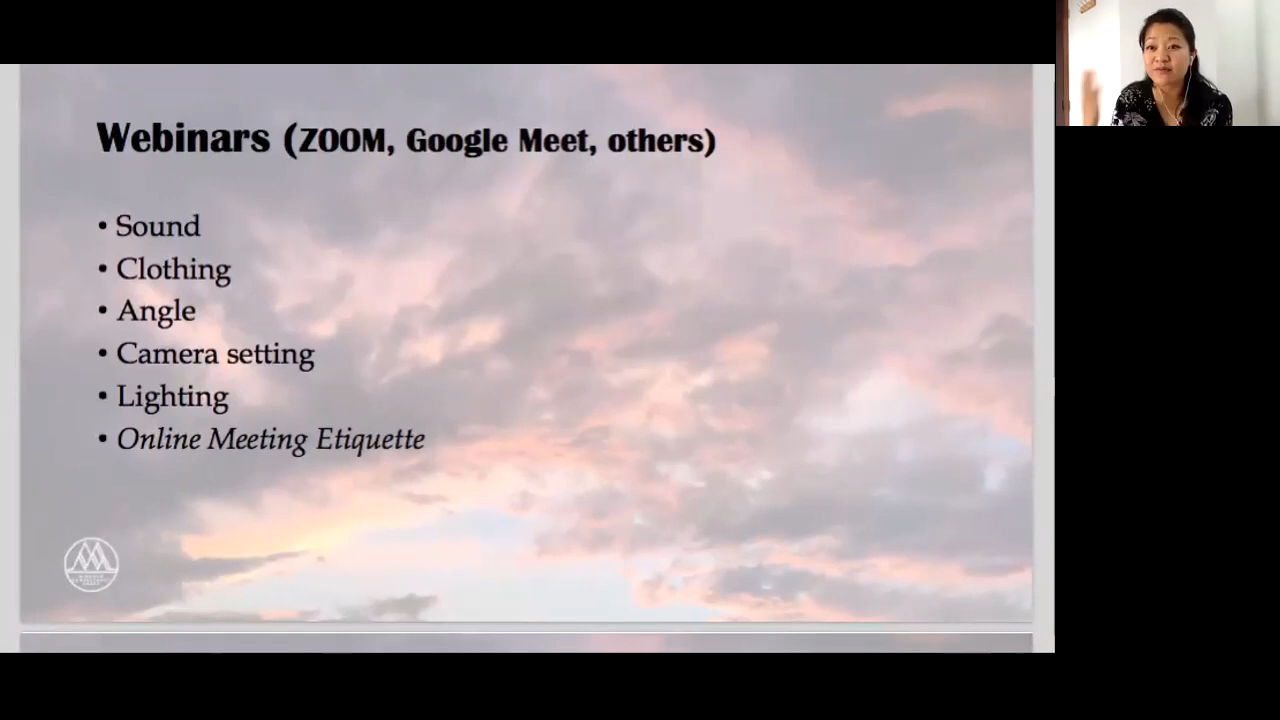 Webinars (ZOOM, Google Meet, others)
• Sound
• Clothing
• Angle
• Camera setting
• Lighting
• Online Meeting Etiquette